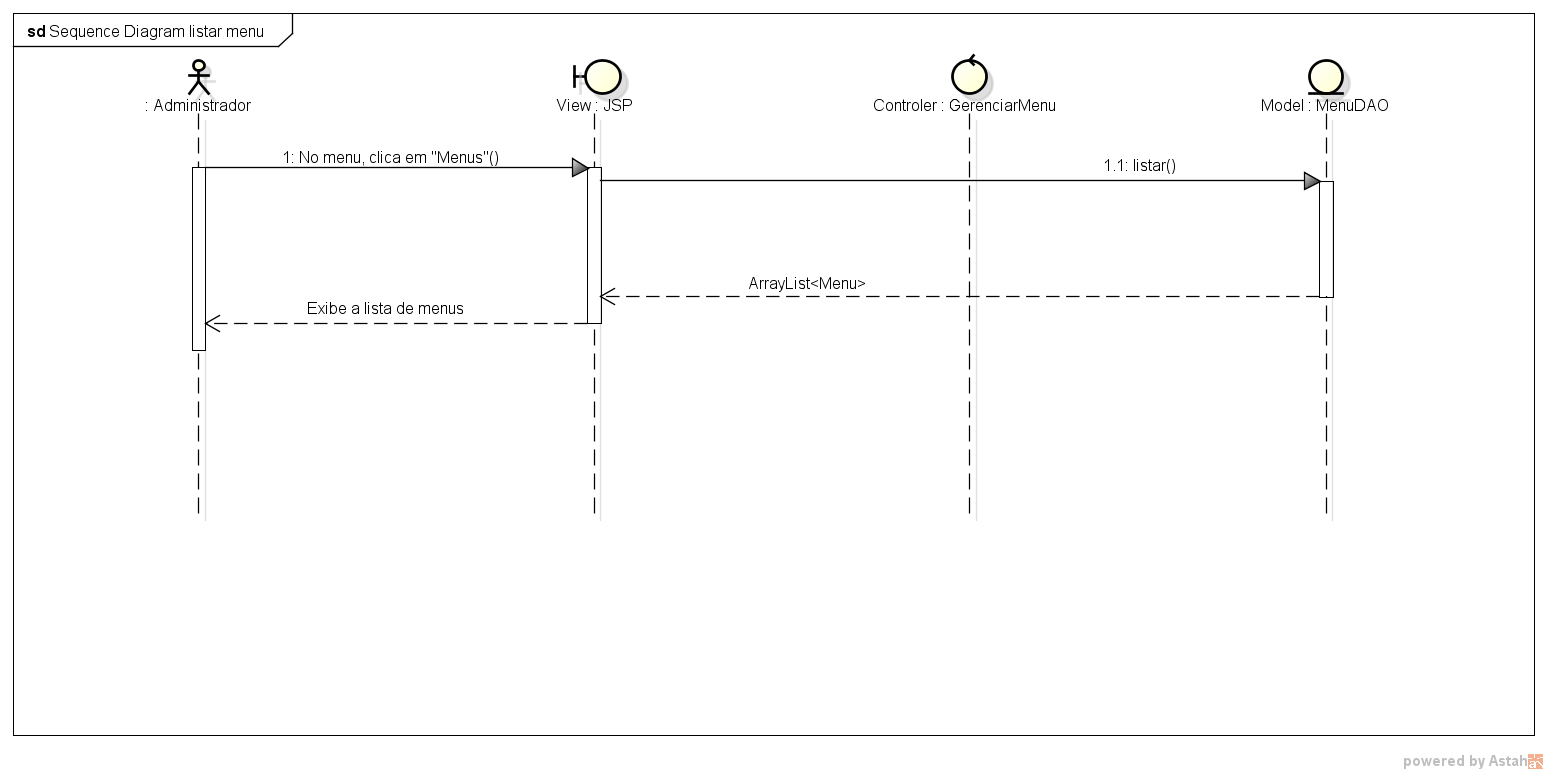 sd Sequence Diagram listar menu
: Administrador
View : JSP
Controler : GerenciarMenu
Model : MenuDAO
1: No menu, clica em "Menus"()
1.1: listar()
ArrayList<Menu>
Exibe a lista de menus
powered by Astah